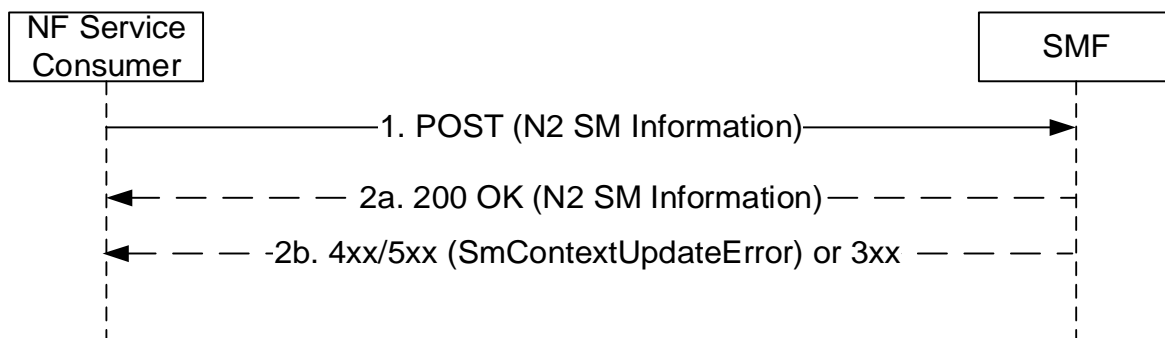 NF Service
Consumer
SMF
1. POST (N2 SM Information)
2a. 200 OK (N2 SM Information)
2b. 4xx/5xx (SmContextUpdateError) or 3xx